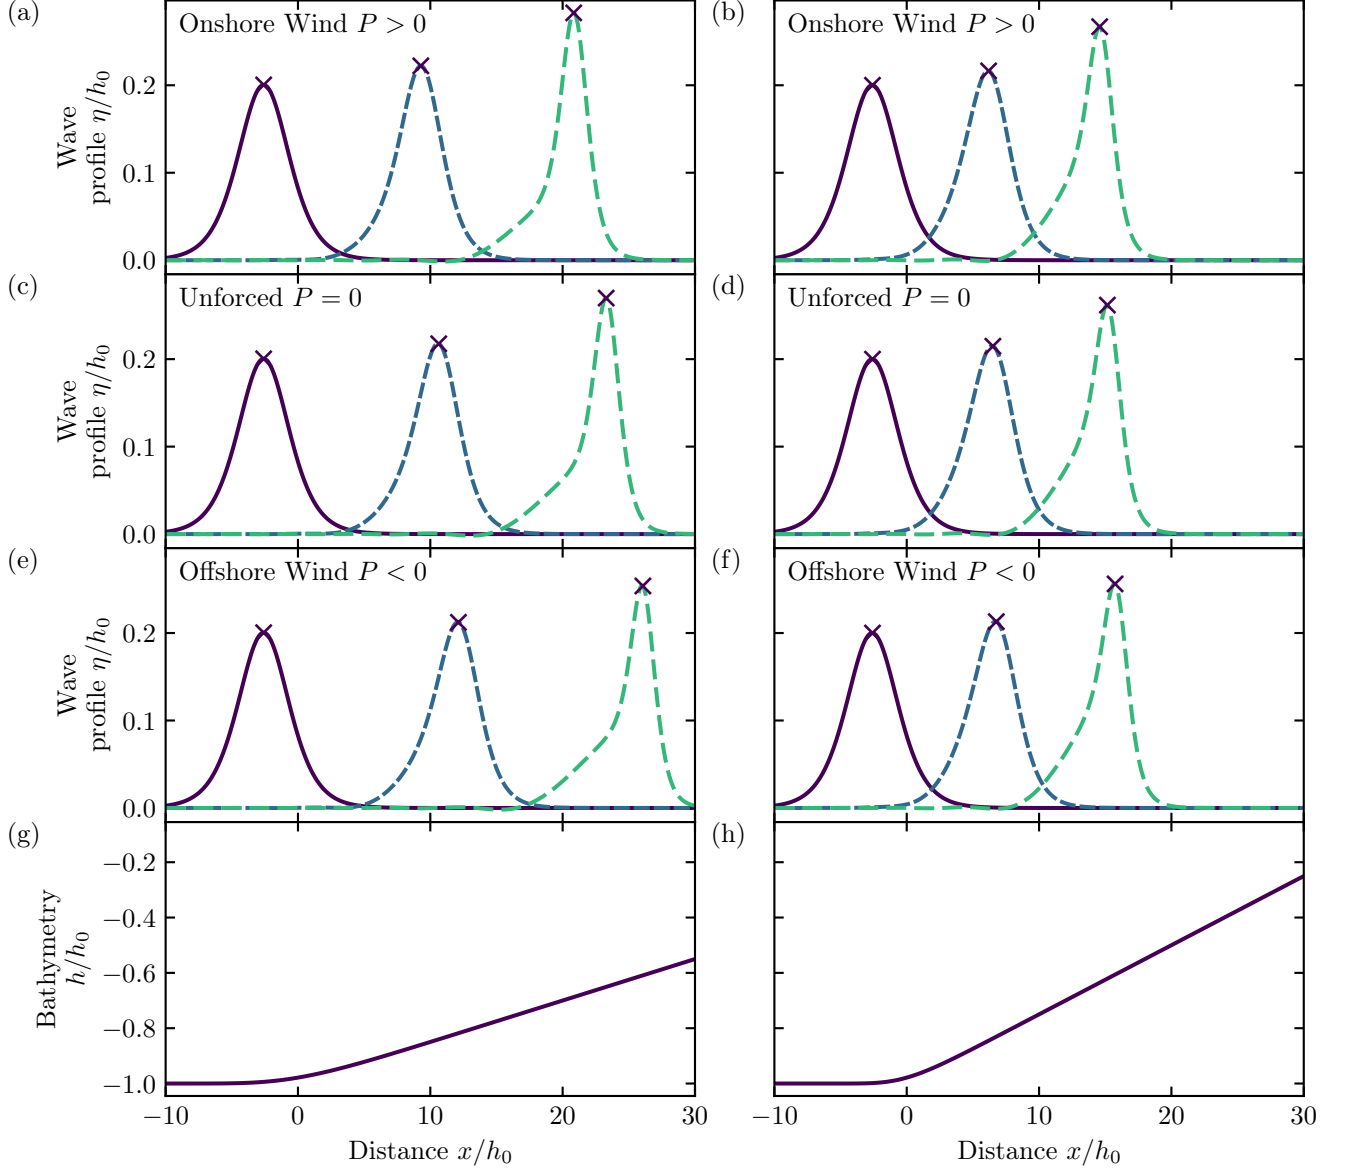 (a)
Onshore Wind P > 0
0.2
0.1
0.0
Wave
profile η/h₀
(b)
Onshore Wind P > 0
(c)
Unforced P = 0
0.2
0.1
0.0
Wave
profile η/h₀
(d)
Unforced P = 0
(e)
Offshore Wind P < 0
0.2
0.1
0.0
Wave
profile η/h₀
(f)
Offshore Wind P < 0
(g)
−0.2
−0.4
−0.6
−0.8
−1.0
Bathymetry
h/h₀
(h)
−10 0 10 20 30
Distance x/h₀
−10 0 10 20 30
Distance x/h₀